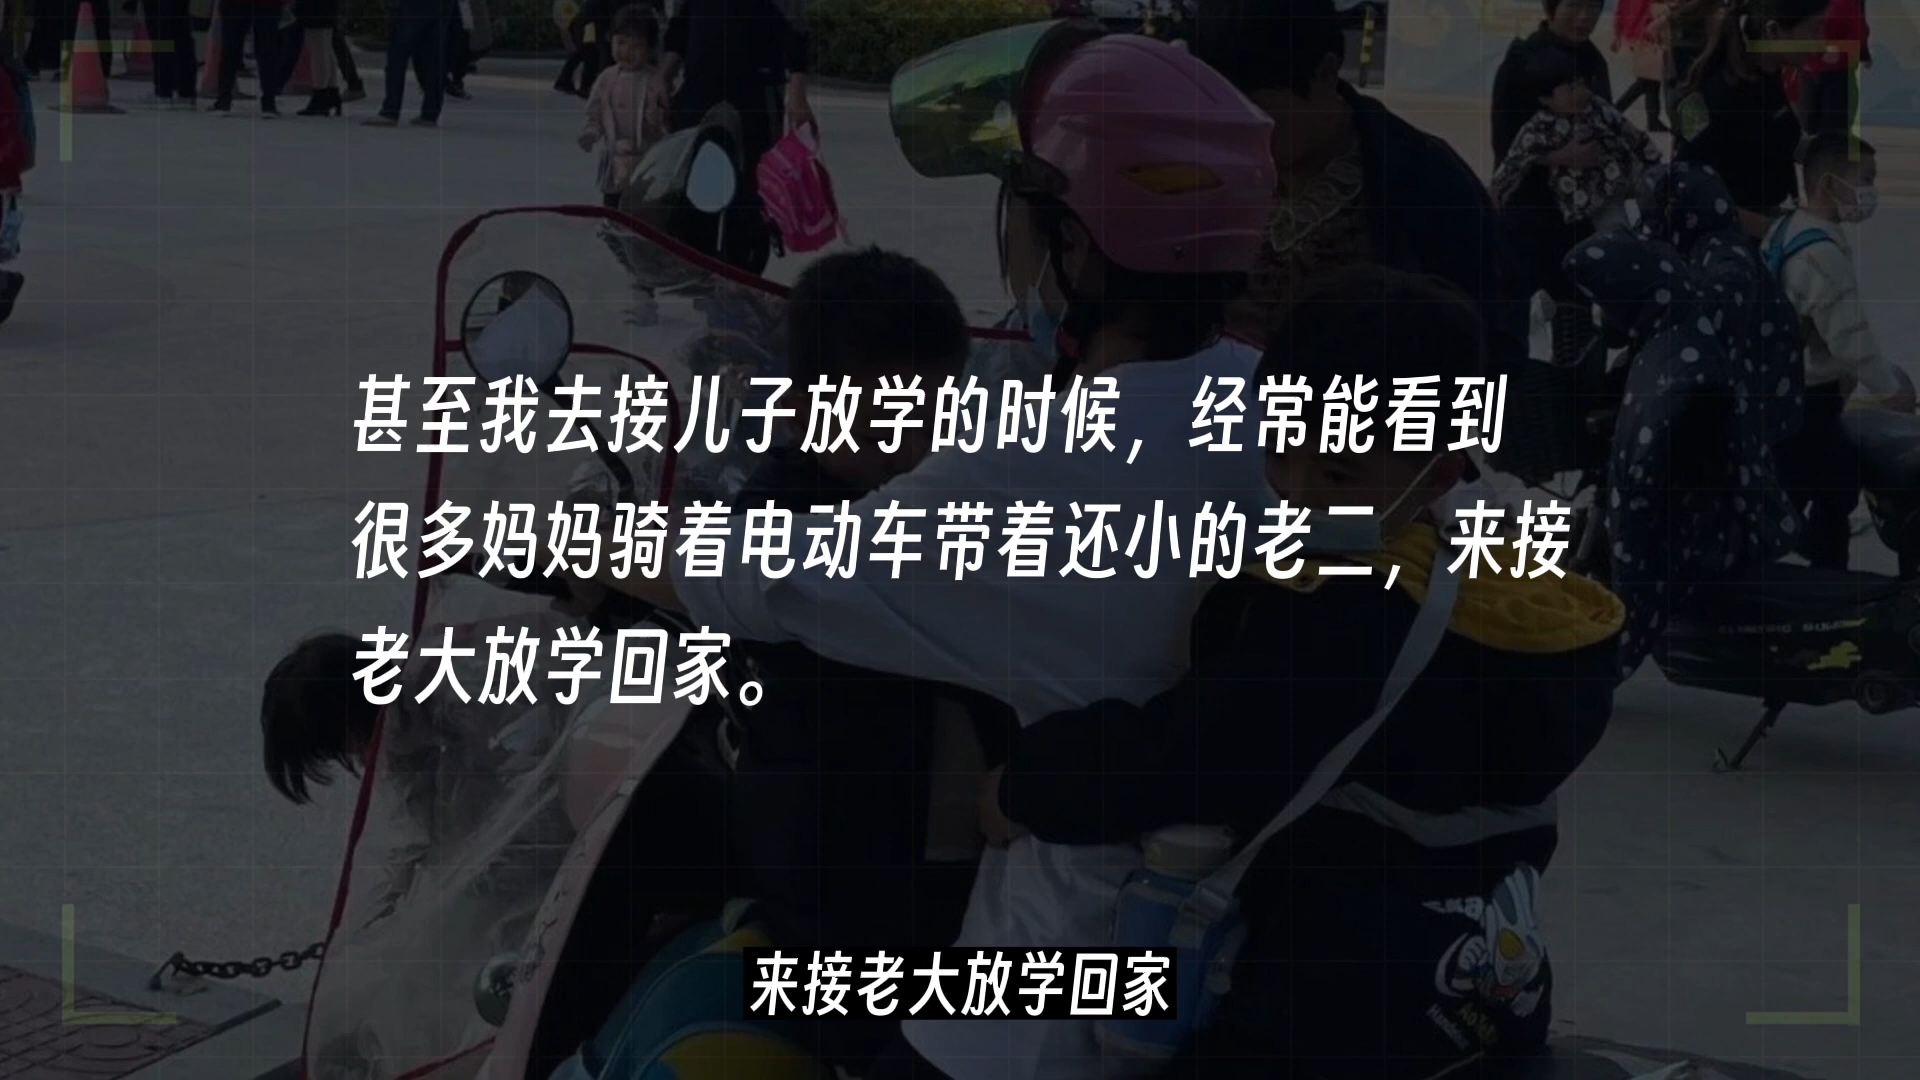 甚至我去接儿子放学的时候，经常能看到
很多妈妈骑着电动车带着还小的老二，来接
老大放学回家。
来接老大放学回家